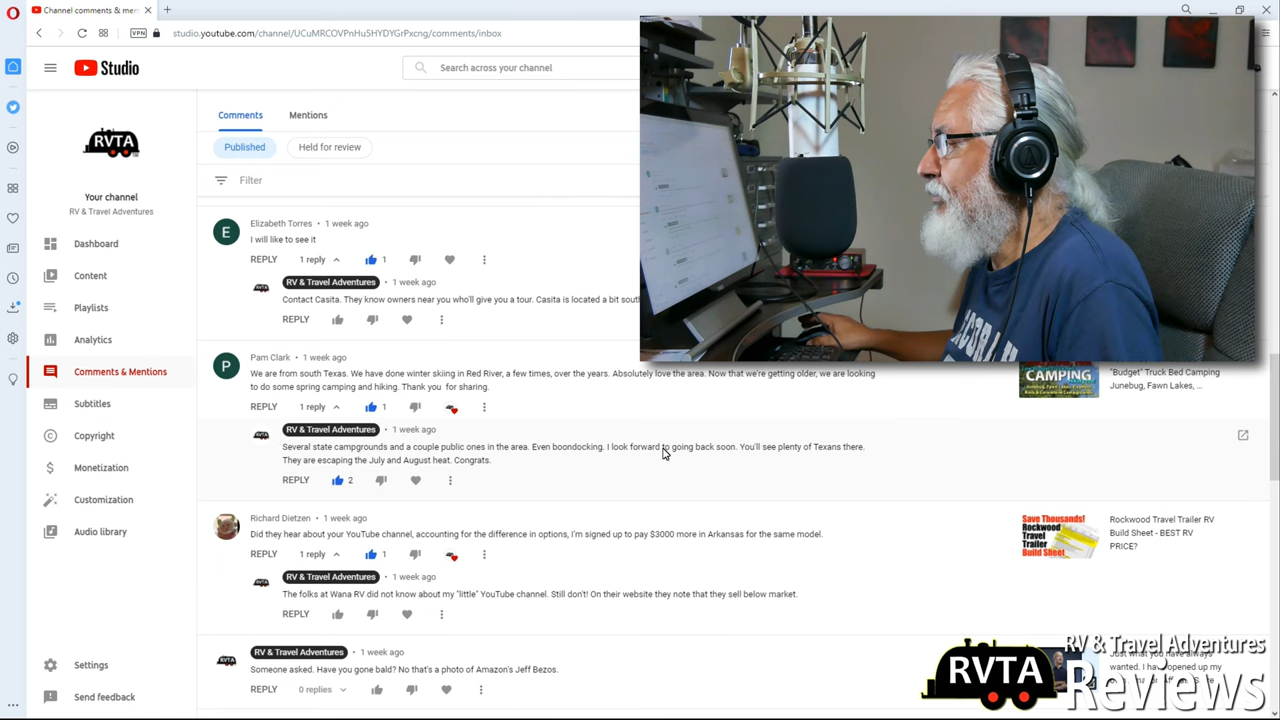 Channel comments & me
VPN
studio.youtube.com/channel/UCuMRCOVPnHu5HYDYGrPxcng/comments/inbox
Studio
Search across your channel
RVTA
Your channel
RV & Travel Adventures
Dashboard
Content
Playlists
Analytics
Comments & Mentions
Subtitles
Copyright
Monetization
Customization
Audio library
Settings
Send feedback
Comments
Mentions
Published
Held for review
Filter
E
Elizabeth Torres • 1 week ago
I will like to see it
REPLY 1 reply 1
RV & Travel Adventures • 1 week ago
Contact Casita. They know owners near you who'll give you a tour. Casita is located a bit sout
REPLY
P
Pam Clark • 1 week ago
We are from south Texas. We have done winter skiing in Red River, a few times, over the years. Absolutely love the area. Now that we're getting older, we are looking
to do some spring camping and hiking. Thank you for sharing.
REPLY 1 reply 1
CAMPING
"Budget" Truck Bed Camping
Junebug, Fawn Lakes, ...
RV & Travel Adventures • 1 week ago
Several state campgrounds and a couple public ones in the area. Even boondocking. I look forward to going back soon. You'll see plenty of Texans there.
They are escaping the July and August heat. Congrats.
REPLY 2
Richard Dietzen • 1 week ago
Did they hear about your YouTube channel, accounting for the difference in options, I'm signed up to pay $3000 more in Arkansas for the same model.
REPLY 1 reply 1
Save Thousands!
Rockwood
Travel
Trailer
Build Sheet
Rockwood Travel Trailer RV
Build Sheet - BEST RV
PRICE?
RV & Travel Adventures • 1 week ago
The folks at Wana RV did not know about my "little" YouTube channel. Still don't! On their website they note that they sell below market.
REPLY
RVTA
RV & Travel Adventures • 1 week ago
Someone asked. Have you gone bald? No that's a photo of Amazon's Jeff Bezos.
REPLY 0 replies
Just what you have always
wanted. I have opened up my
RVTA
RV & Travel Adventures
Reviews